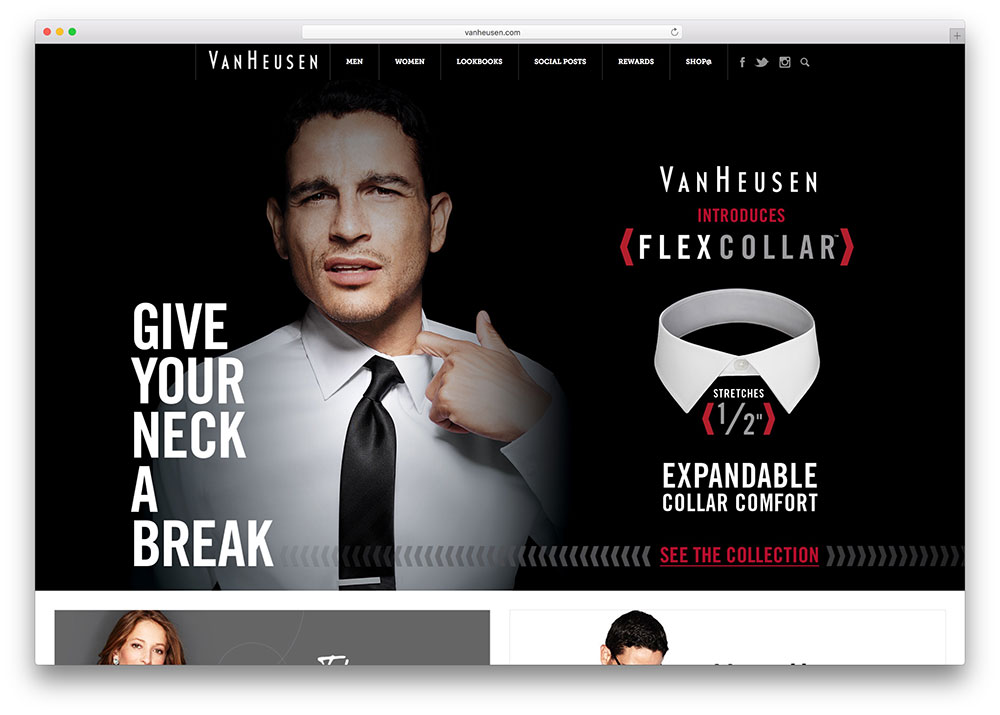 vanheusen.com
VANHEUSEN
MEN
WOMEN
LOOKBOOKS
SOCIAL POSTS
REWARDS
SHOP@
GIVE
YOUR
NECK
A
BREAK
VANHEUSEN
INTRODUCES
{FLEXCOLLAR™}
STRETCHES
{1/2"}
EXPANDABLE
COLLAR COMFORT
SEE THE COLLECTION